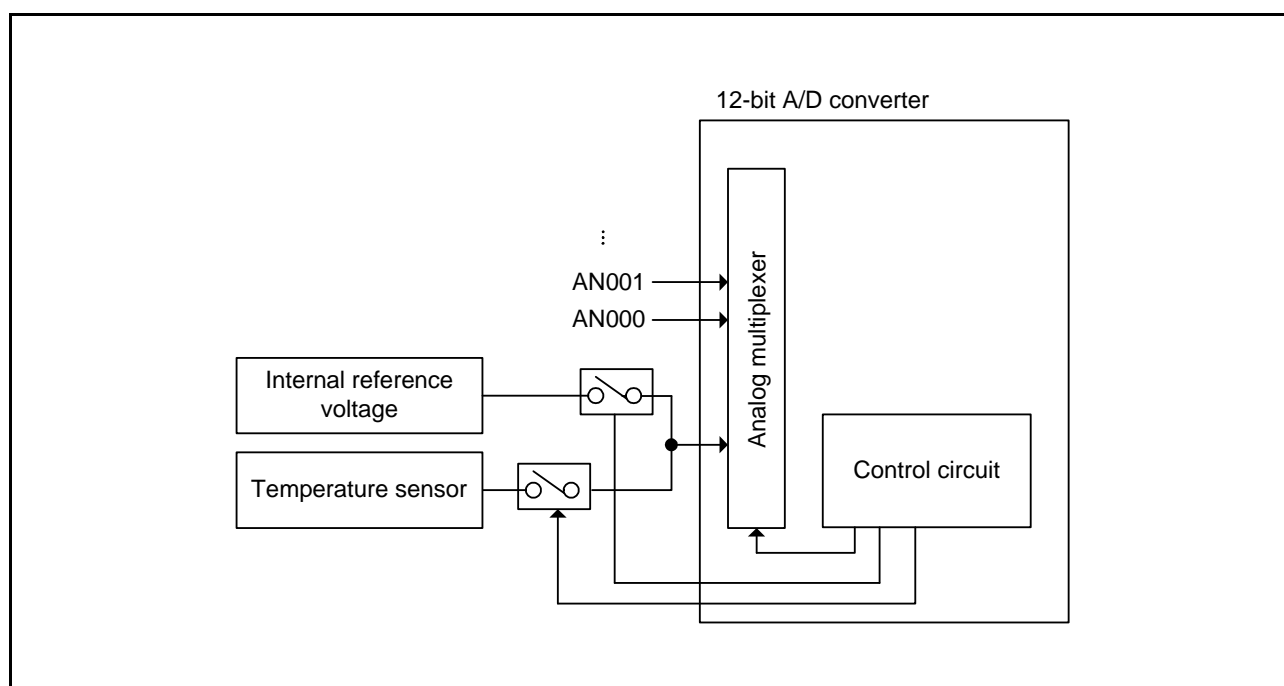 12-bit A/D converter
⋮
AN001
AN000
Analog multiplexer
Internal reference
voltage
Temperature sensor
Control circuit